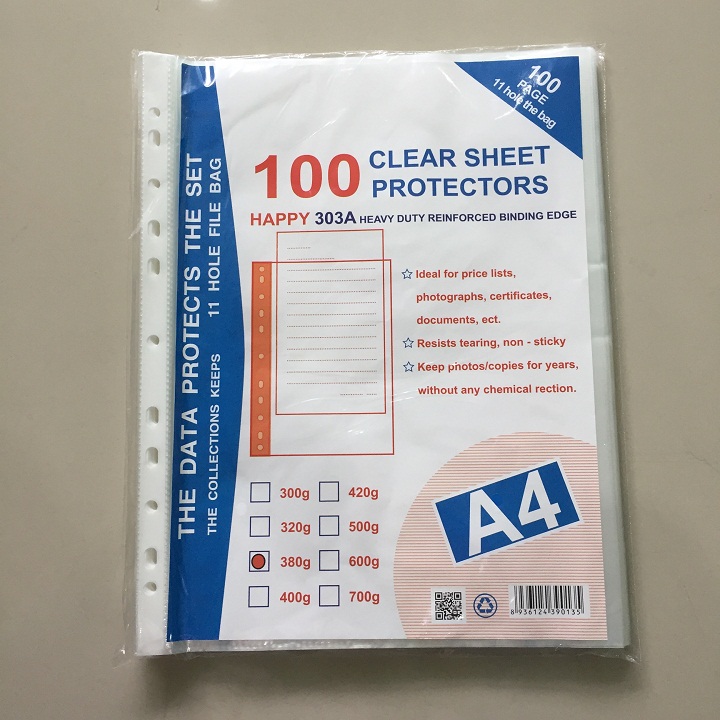 100
PAGE
11 hole the bag
THE DATA PROTECTS THE SET
THE COLLECTIONS KEEPS 11 HOLE FILE BAG
100 CLEAR SHEET
PROTECTORS
HAPPY 303A HEAVY DUTY REINFORCED BINDING EDGE
Ideal for price lists,
photographs, certificates,
documents, ect.
Resists tearing, non - sticky
Keep photos/copies for years,
without any chemical rection.
300g 420g
320g 500g
380g 600g
400g 700g
A4
8 936124 390135